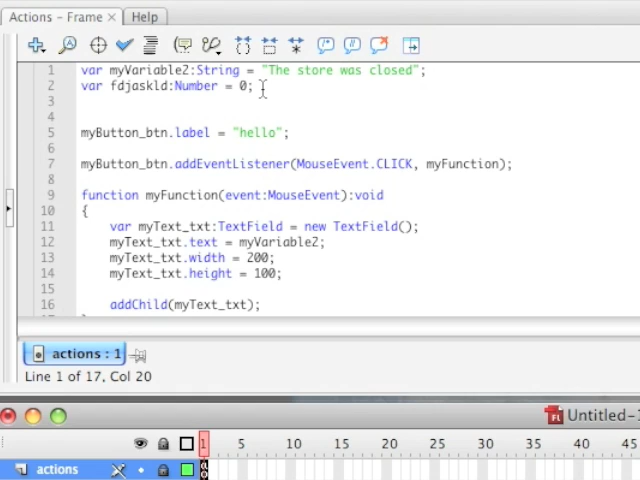 Actions - Frame
Help
1 var myVariable2:String = "The store was closed";
2 var fdjaskld:Number = 0;
3
4
5 myButton_btn.label = "hello";
6
7 myButton_btn.addEventListener(MouseEvent.CLICK, myFunction);
8
9 function myFunction(event:MouseEvent):void
10 {
11 var myText_txt:TextField = new TextField();
12 myText_txt.text = myVariable2;
13 myText_txt.width = 200;
14 myText_txt.height = 100;
15
16 addChild(myText_txt);
actions : 1
Line 1 of 17, Col 20
FL Untitled-1
1 5 10 15 20 25 30 35 40 45
actions